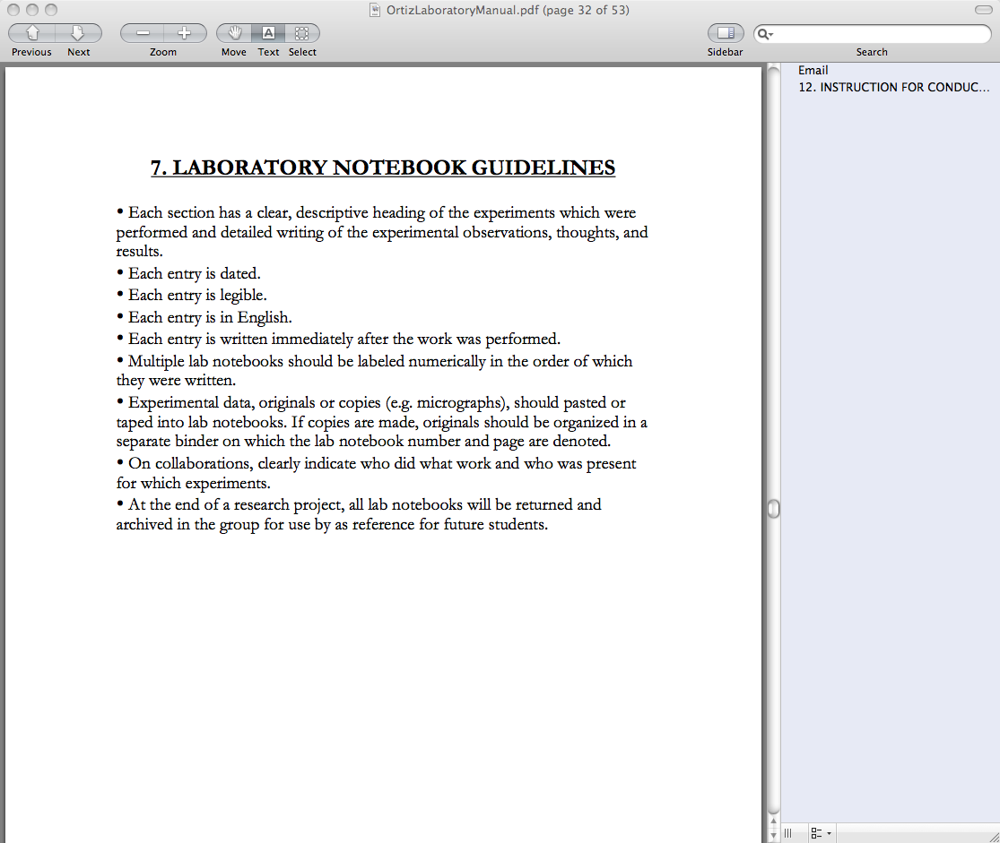 OrtizLaboratoryManual.pdf (page 32 of 53)
Previous Next Zoom Move Text Select Sidebar Search
Email
12. INSTRUCTION FOR CONDUC...
7. LABORATORY NOTEBOOK GUIDELINES
• Each section has a clear, descriptive heading of the experiments which were
performed and detailed writing of the experimental observations, thoughts, and
results.
• Each entry is dated.
• Each entry is legible.
• Each entry is in English.
• Each entry is written immediately after the work was performed.
• Multiple lab notebooks should be labeled numerically in the order of which
they were written.
• Experimental data, originals or copies (e.g. micrographs), should pasted or
taped into lab notebooks. If copies are made, originals should be organized in a
separate binder on which the lab notebook number and page are denoted.
• On collaborations, clearly indicate who did what work and who was present
for which experiments.
• At the end of a research project, all lab notebooks will be returned and
archived in the group for use by as reference for future students.